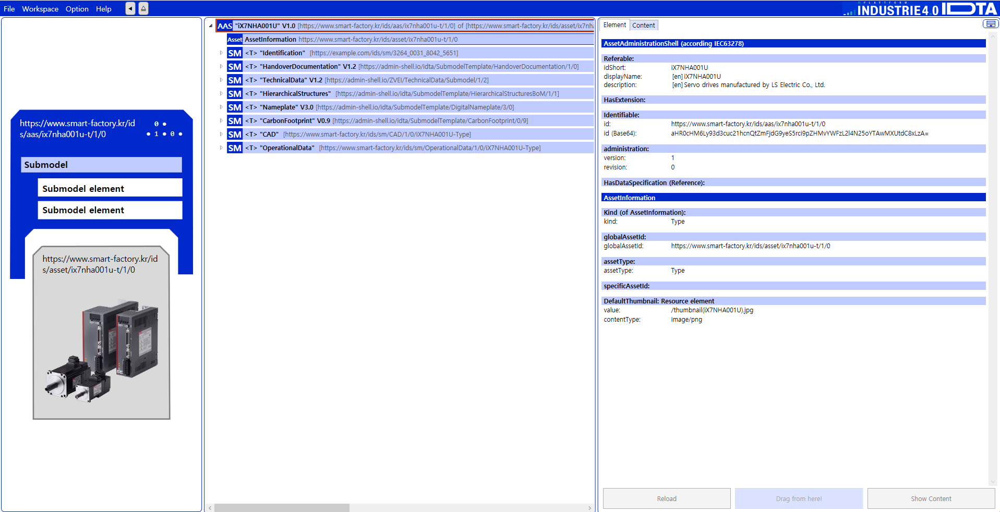 File Workspace Option Help
PLATTFORM
INDUSTRIE4.0 IDTA
https://www.smart-factory.kr/id
s/aas/ix7nha001u-t/1/0
0
1 0
Submodel
Submodel element
Submodel element
https://www.smart-factory.kr/id
s/asset/ix7nha001u-t/1/0
AAS "iX7NHA001U" V1.0 [https://www.smart-factory.kr/ids/aas/ix7nha001u-t/1/0] of [https://www.smart-factory.kr/ids/asset/ix7nha
Asset AssetInformation https://www.smart-factory.kr/ids/asset/ix7nha001u-t/1/0
SM <T> "Identification" [https://example.com/ids/sm/3264_0031_8042_5651]
SM <T> "HandoverDocumentation" V1.2 [https://admin-shell.io/idta/SubmodelTemplate/HandoverDocumentation/1/0]
SM <T> "TechnicalData" V1.2 [https://admin-shell.io/ZVEI/TechnicalData/Submodel/1/2]
SM <T> "HierarchicalStructures" [https://admin-shell.io/idta/SubmodelTemplate/HierarchicalStructuresBoM/1/1]
SM <T> "Nameplate" V3.0 [https://admin-shell.io/idta/SubmodelTemplate/DigitalNameplate/3/0]
SM <T> "CarbonFootprint" V0.9 [https://admin-shell.io/idta/SubmodelTemplate/CarbonFootprint/0/9]
SM <T> "CAD" [https://www.smart-factory.kr/ids/sm/CAD/1/0/iX7NHA001U-Type]
SM <T> "OperationalData" [https://www.smart-factory.kr/ids/sm/OperationalData/1/0/iX7NHA001U-Type]
Element Content
AssetAdministrationShell (according IEC63278)
Referable:
idShort: iX7NHA001U
displayName: [en] iX7NHA001U
description: [en] Servo drives manufactured by LS Electric Co., Ltd.
HasExtension:
Identifiable:
id: https://www.smart-factory.kr/ids/aas/ix7nha001u-t/1/0
id (Base64): aHR0cHM6Ly93d3cuc21hcnQtZmFjdG9yeS5rci9pZHMvYWFzL2l4N25oYTAwMXUtdC8xLzA=
administration:
version: 1
revision: 0
HasDataSpecification (Reference):
AssetInformation
Kind (of AssetInformation):
kind: Type
globalAssetId:
globalAssetId: https://www.smart-factory.kr/ids/asset/ix7nha001u-t/1/0
assetType:
assetType: Type
specificAssetId:
DefaultThumbnail: Resource element
value: /thumbnail(iX7NHA001U).jpg
contentType: image/png
Reload Drag from here! Show Content